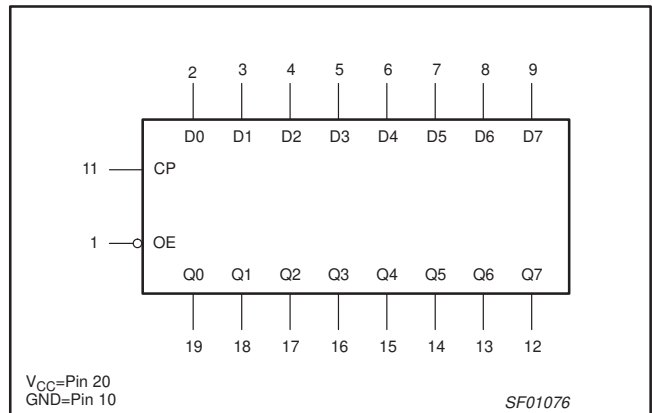 2 3 4 5 6 7 8 9
D0 D1 D2 D3 D4 D5 D6 D7
11 CP
1 OE
Q0 Q1 Q2 Q3 Q4 Q5 Q6 Q7
19 18 17 16 15 14 13 12
VCC=Pin 20
GND=Pin 10
SF01076